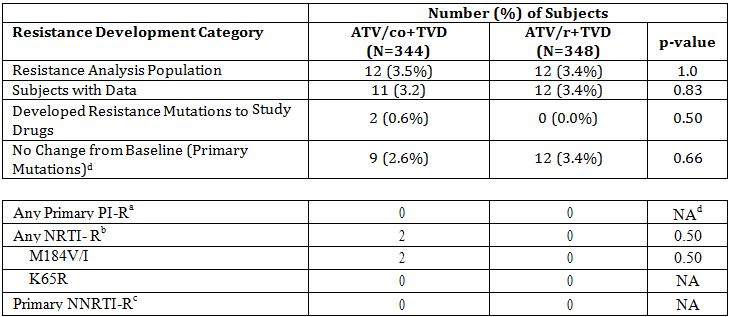 Number (%) of Subjects
Resistance Development Category ATV/co+TVD (N=344) ATV/r+TVD (N=348) p-value
Resistance Analysis Population 12 (3.5%) 12 (3.4%) 1.0
Subjects with Data 11 (3.2) 12 (3.4%) 0.83
Developed Resistance Mutations to Study
Drugs 2 (0.6%) 0 (0.0%) 0.50
No Change from Baseline (Primary
Mutations)d 9 (2.6%) 12 (3.4%) 0.66
Any Primary PI-Ra 0 0 NAd
Any NRTI- Rb 2 0 0.50
M184V/I 2 0 0.50
K65R 0 0 NA
Primary NNRTI-Rc 0 0 NA